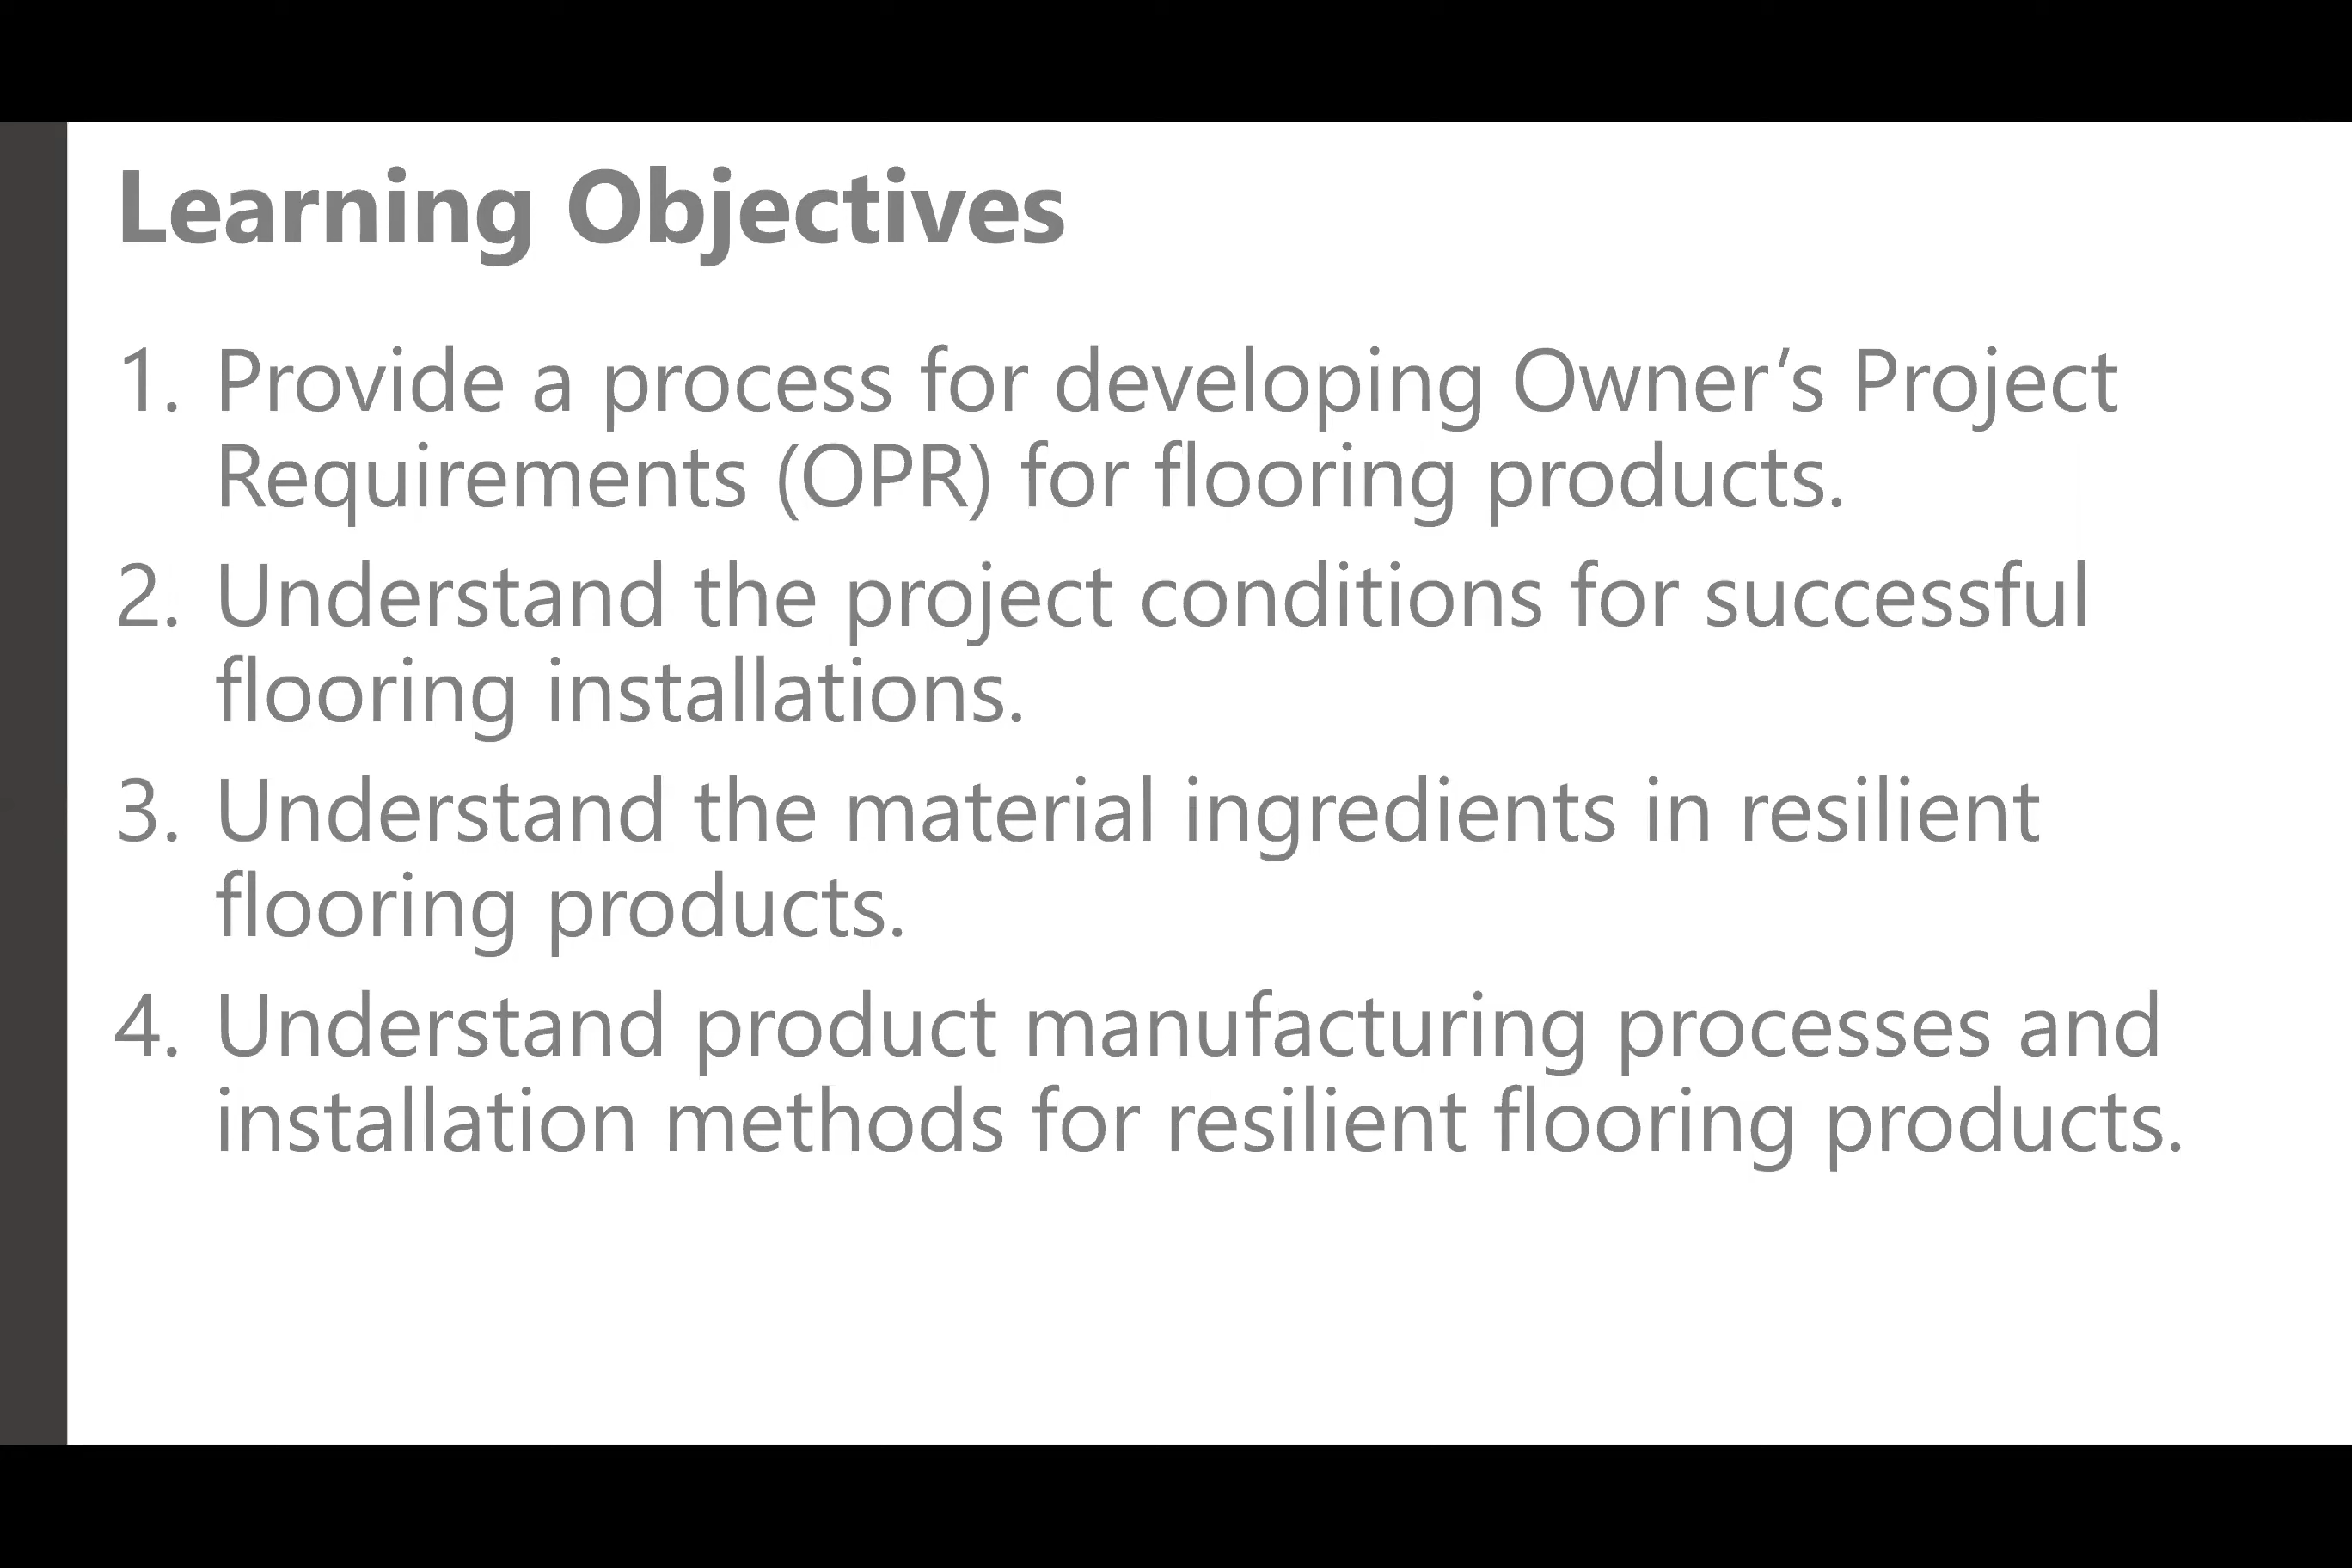 Learning Objectives
1. Provide a process for developing Owner’s Project
Requirements (OPR) for flooring products.
2. Understand the project conditions for successful
flooring installations.
3. Understand the material ingredients in resilient
flooring products.
4. Understand product manufacturing processes and
installation methods for resilient flooring products.